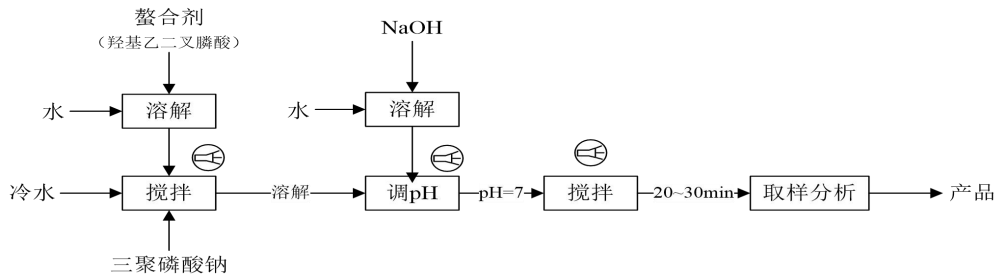 螯合剂
（羟基乙二叉膦酸）
NaOH
水
溶解
水
溶解
冷水
搅拌
溶解
调pH
pH=7
搅拌
20~30min
取样分析
产品
三聚磷酸钠